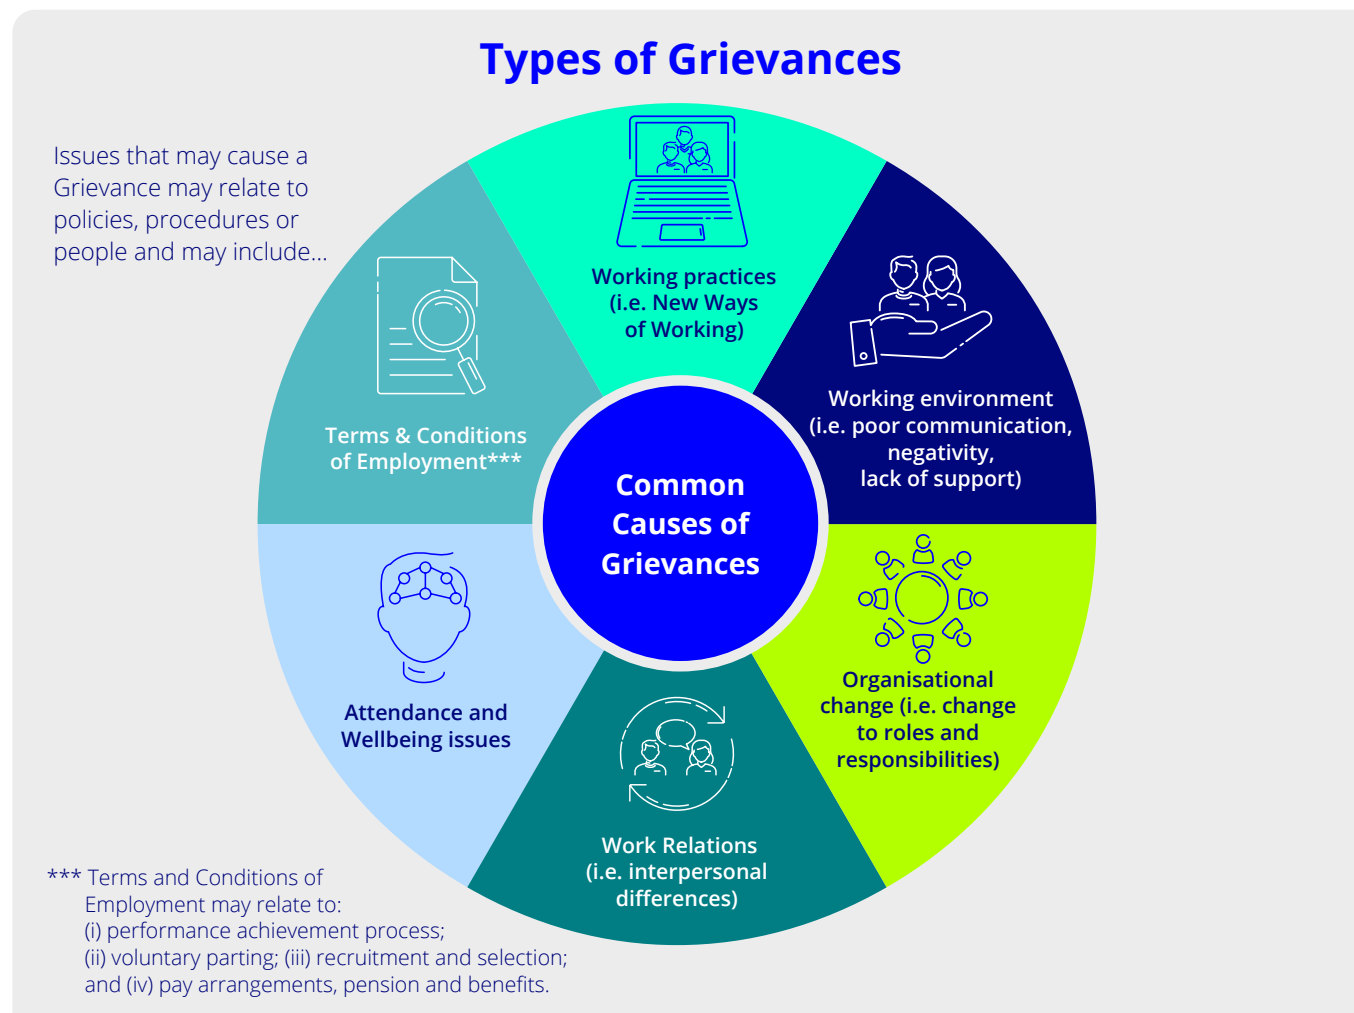 Types of Grievances
Issues that may cause a
Grievance may relate to
policies, procedures or
people and may include...
Working practices
(i.e. New Ways
of Working)
Working environment
(i.e. poor communication,
negativity,
lack of support)
Organisational
change (i.e. change
to roles and
responsibilities)
Work Relations
(i.e. interpersonal
differences)
Attendance and
Wellbeing issues
Terms & Conditions
of Employment***
Common
Causes of
Grievances
*** Terms and Conditions of
Employment may relate to:
(i) performance achievement process;
(ii) voluntary parting; (iii) recruitment and selection;
and (iv) pay arrangements, pension and benefits.